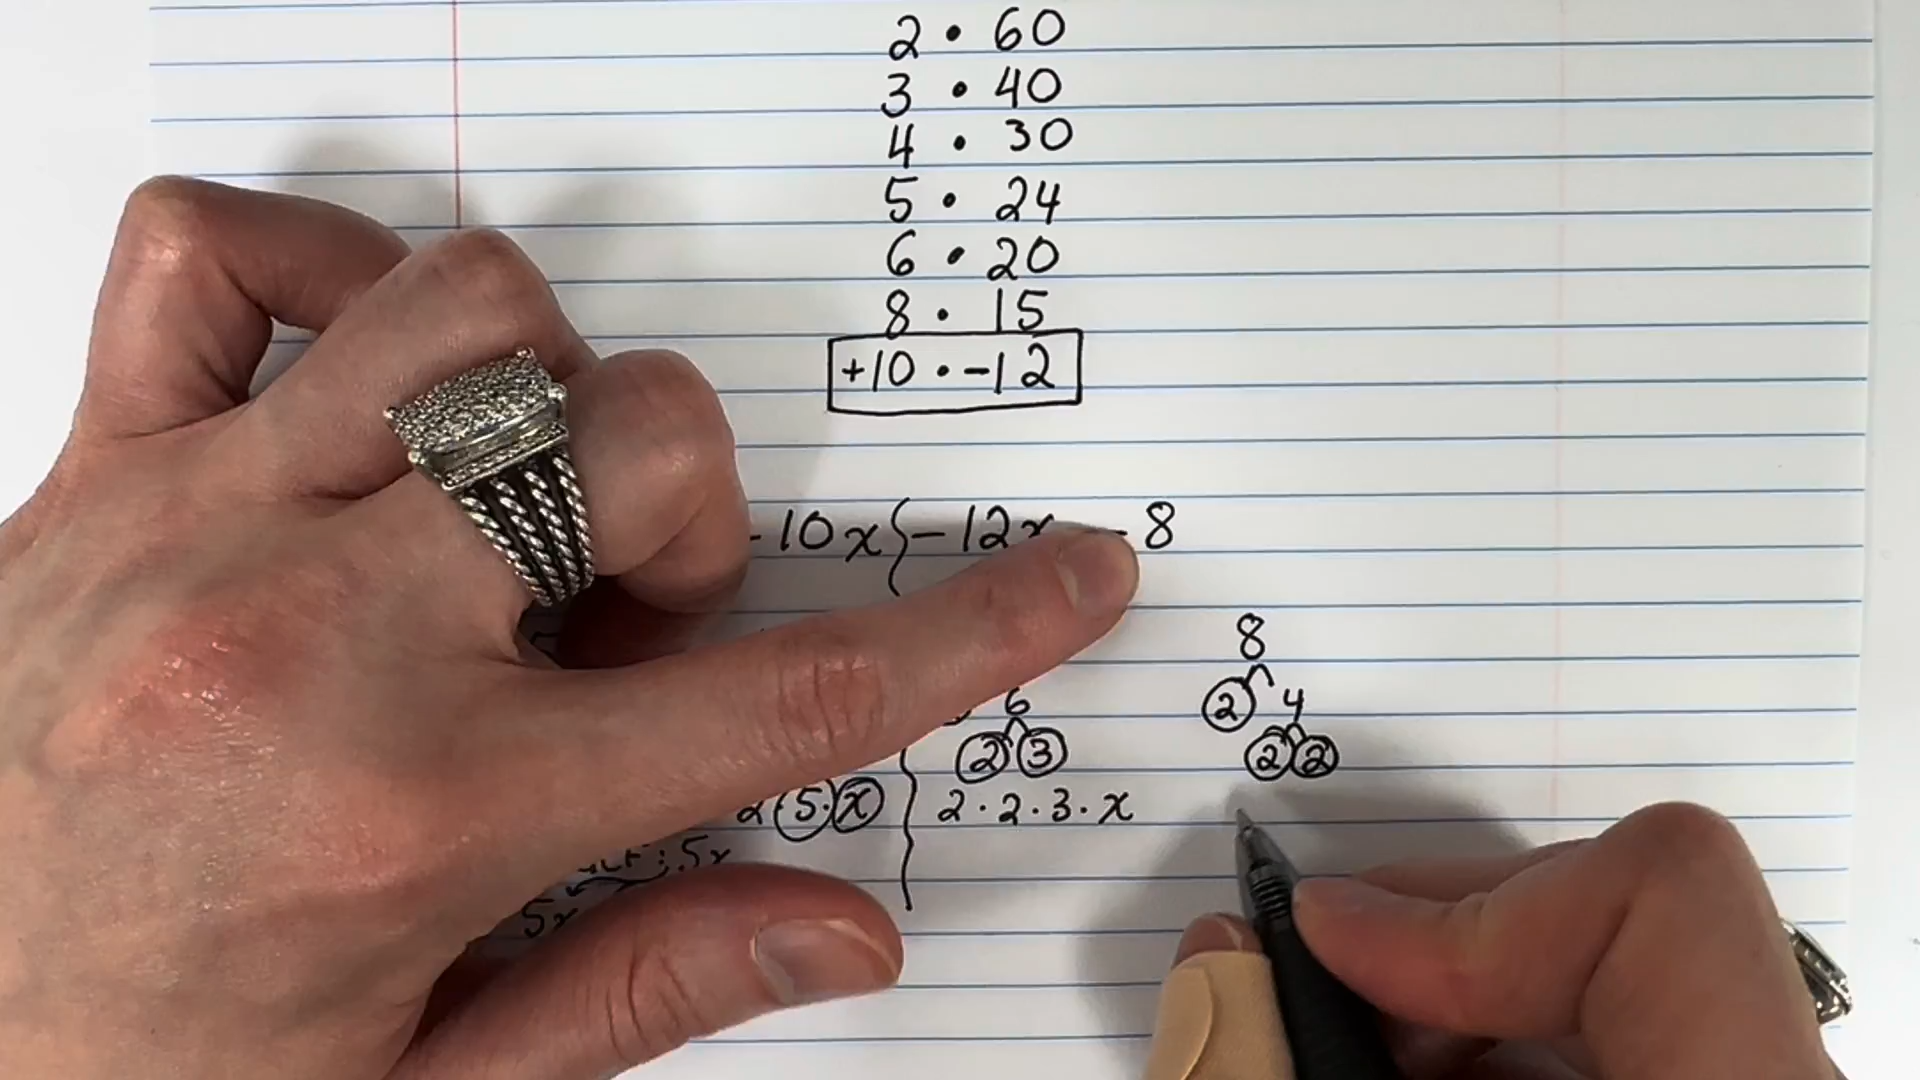 2 • 60
3 • 40
4 • 30
5 • 24
6 • 20
8 • 15
+10 • -12
10x - 12x - 8
8
6 2 4
2 3 2 2
2 · 5 · x 2 · 2 · 3 · x
: 5x
5x